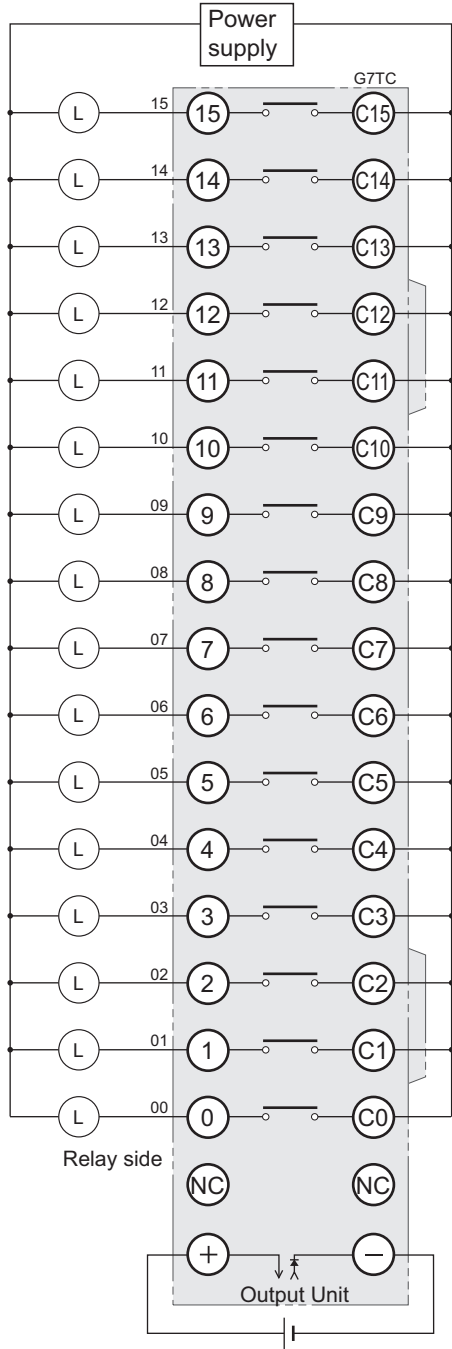 Power
supply
G7TC
L 15 15 C15
L 14 14 C14
L 13 13 C13
L 12 12 C12
L 11 11 C11
L 10 10 C10
L 09 9 C9
L 08 8 C8
L 07 7 C7
L 06 6 C6
L 05 5 C5
L 04 4 C4
L 03 3 C3
L 02 2 C2
L 01 1 C1
L 00 0 C0
Relay side
NC NC
+ −
Output Unit